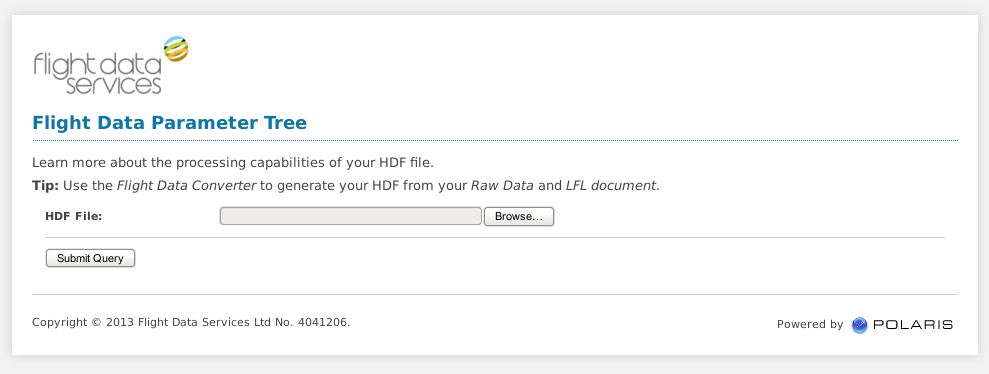 flight data
services
Flight Data Parameter Tree
Learn more about the processing capabilities of your HDF file.
Tip: Use the Flight Data Converter to generate your HDF from your Raw Data and LFL document.
HDF File: Browse...
Submit Query
Copyright © 2013 Flight Data Services Ltd No. 4041206. Powered by POLARIS